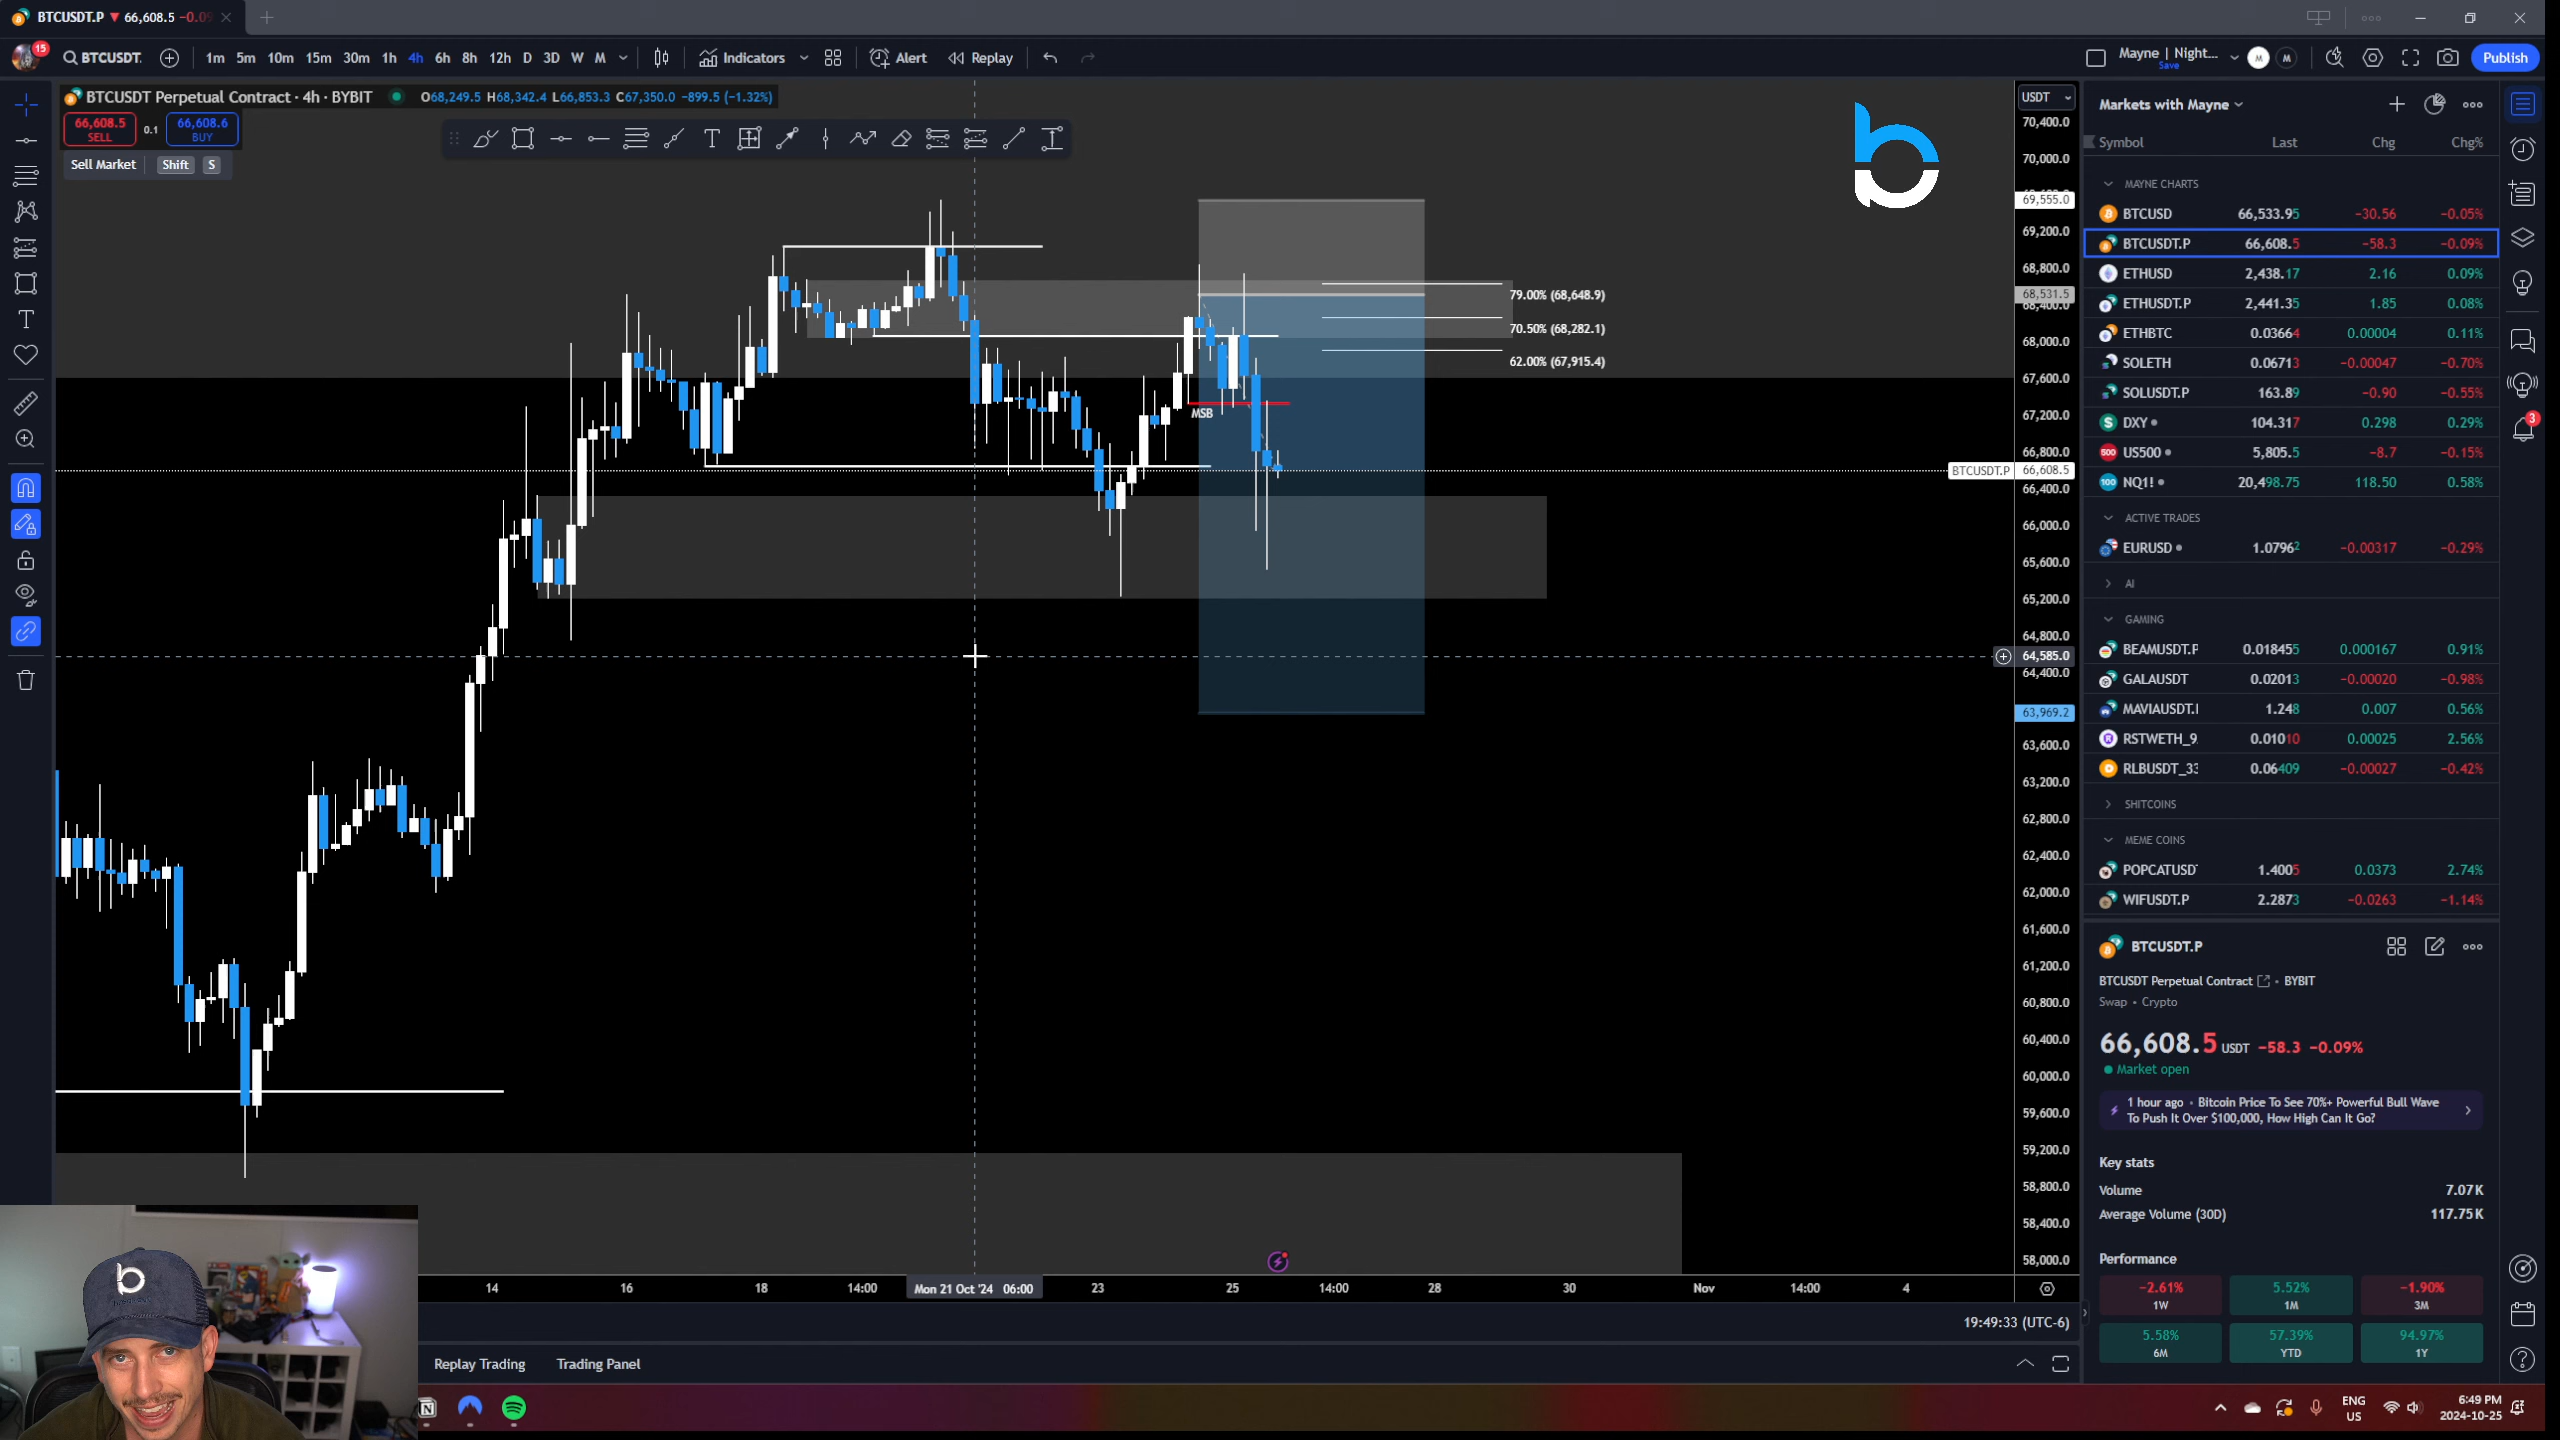 BTCUSDT.P ▼ 66,608.5 −0.09
15
BTCUSDT.
1m 5m 10m 15m 30m 1h 4h 6h 8h 12h D 3D W M
Indicators
Alert
Replay
Mayne | Night...
Save
M
M
Publish
BTCUSDT Perpetual Contract · 4h · BYBIT
O68,249.5 H68,342.4 L66,853.3 C67,350.0 −899.5 (−1.32%)
66,608.5
SELL
0.1
66,608.6
BUY
Sell Market
Shift
S
79.00% (68,648.9)
70.50% (68,282.1)
62.00% (67,915.4)
MSB
USDT
70,400.0
70,000.0
69,555.0
69,200.0
68,800.0
68,531.5
68,400.0
68,000.0
67,600.0
67,200.0
66,800.0
BTCUSDT.P 66,608.5
66,400.0
66,000.0
65,600.0
65,200.0
64,800.0
64,585.0
64,400.0
63,969.2
63,600.0
63,200.0
62,800.0
62,400.0
62,000.0
61,600.0
61,200.0
60,800.0
60,400.0
60,000.0
59,600.0
59,200.0
58,800.0
58,400.0
58,000.0
14 16 18 14:00 Mon 21 Oct '24 06:00 23 25 14:00 28 30 Nov 14:00 4
19:49:33 (UTC-6)
Replay Trading
Trading Panel
Markets with Mayne
Symbol Last Chg Chg%
MAYNE CHARTS
BTCUSD 66,533.95 −30.56 −0.05%
BTCUSDT.P 66,608.5 −58.3 −0.09%
ETHUSD 2,438.17 2.16 0.09%
ETHUSDT.P 2,441.35 1.85 0.08%
ETHBTC 0.03664 0.00004 0.11%
SOLETH 0.06713 −0.00047 −0.70%
SOLUSDT.P 163.89 −0.90 −0.55%
DXY 104.317 0.298 0.29%
US500 5,805.5 −8.7 −0.15%
NQ1! 20,498.75 118.50 0.58%
ACTIVE TRADES
EURUSD 1.07962 −0.00317 −0.29%
AI
GAMING
BEAMUSDT.P 0.018455 0.000167 0.91%
GALAUSDT 0.02013 −0.00020 −0.98%
MAVIAUSDT.I 1.248 0.007 0.56%
RSTWETH_9. 0.01010 0.00025 2.56%
RLBUSDT_33 0.06409 −0.00027 −0.42%
SHITCOINS
MEME COINS
POPCATUSDT 1.4005 0.0373 2.74%
WIFUSDT.P 2.2873 −0.0263 −1.14%
BTCUSDT.P
BTCUSDT Perpetual Contract • BYBIT
Swap • Crypto
66,608.5 USDT −58.3 −0.09%
Market open
1 hour ago • Bitcoin Price To See 70%+ Powerful Bull Wave
To Push It Over $100,000, How High Can It Go?
Key stats
Volume 7.07K
Average Volume (30D) 117.75K
Performance
−2.61% 5.52% −1.90%
1W 1M 3M
5.58% 57.39% 94.97%
6M YTD 1Y
3
ENG
US
6:49 PM
2024-10-25